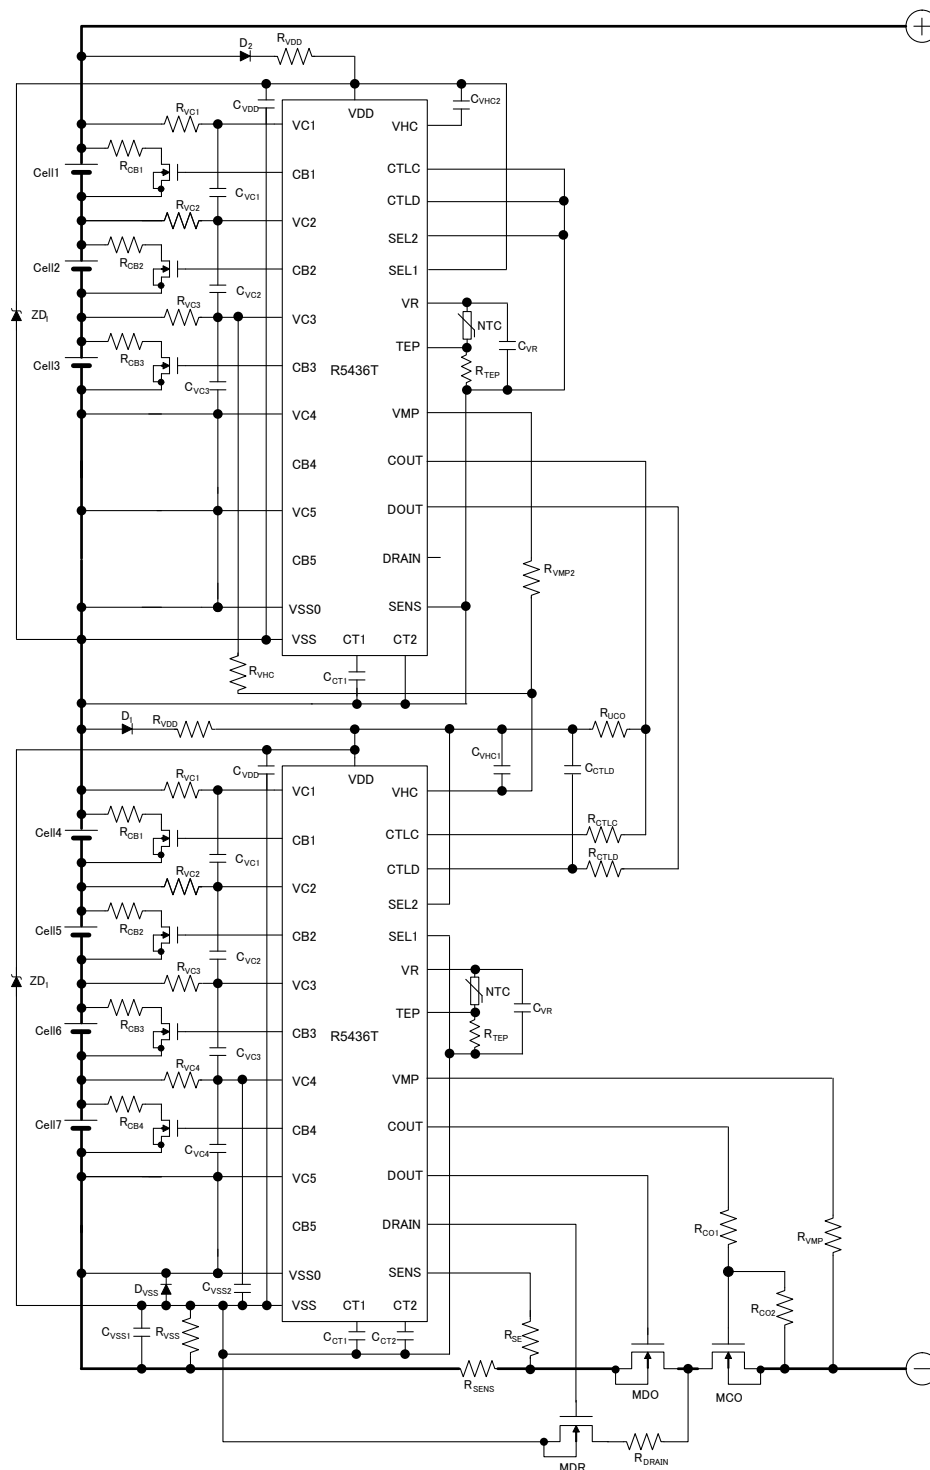 +
D2 RVDD
CVDD CVHC2
VDD
RVC1 VC1 VHC
Cell1 RCB1 CB1 CTLC
CVC1 CTLD
RVC2 VC2 SEL2
Cell2 RCB2 CB2 SEL1
CVC2
RVC3 VR
ZD1 VC3 NTC
CVR
TEP
Cell3 RCB3 CB3 R5436T RTEP
CVC3
VC4 VMP
CB4 COUT
VC5 DOUT
CB5 DRAIN
RVMP2
VSS0 SENS
VSS CT1 CT2
RVHC CCT1
D1 RVDD RUCO
CVDD CVHC1 CCTLD
VDD
RVC1 VC1 VHC
Cell4 RCB1 CB1 CTLC RCTLC
CVC1 RCTLD
RVC2 VC2 CTLD
SEL2
Cell5 RCB2 CB2 SEL1
CVC2
RVC3 VR
ZD1 VC3 NTC
CVR
TEP
Cell6 RCB3 CB3 R5436T RTEP
CVC3
RVC4 VC4 VMP
Cell7 RCB4 CB4 COUT
CVC4
VC5 DOUT
CB5 DRAIN RCO1 RVMP
VSS0 SENS
DVSS CVSS2 RCO2
VSS CT1 CT2
CVSS1 RVSS CCT1 CCT2 RSE
−
RSENS MDO MCO
RDRAIN
MDR